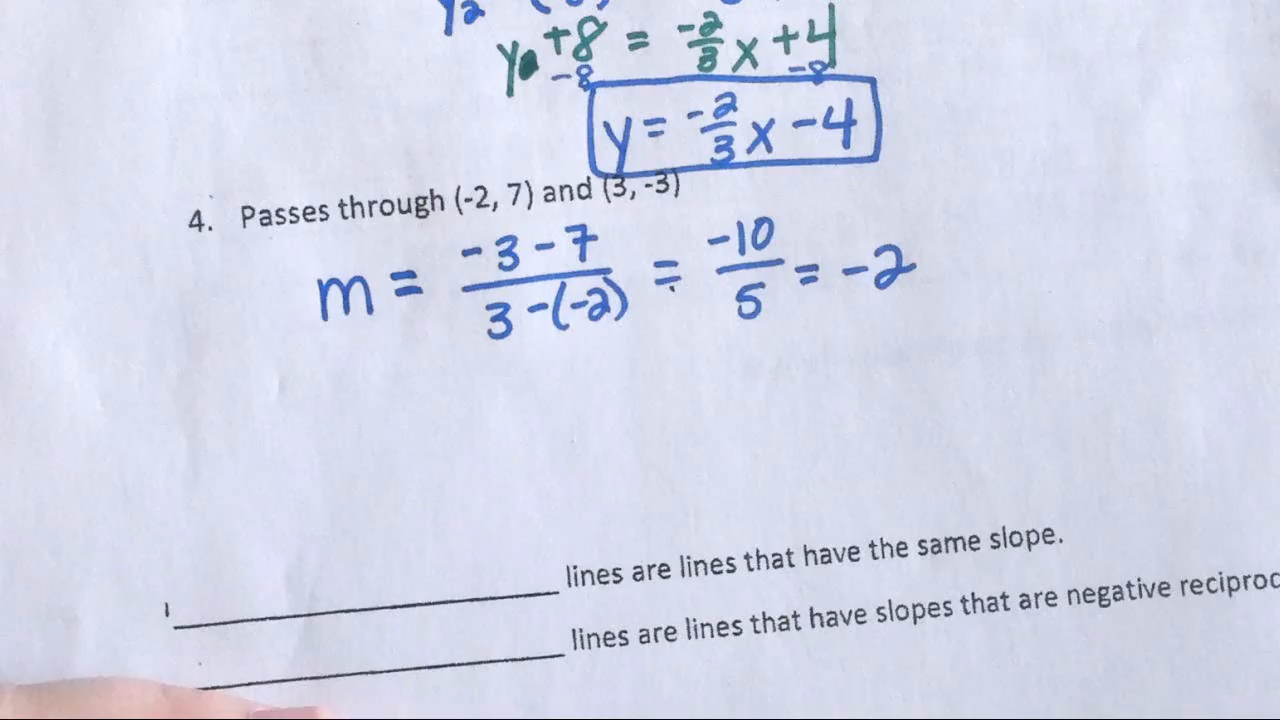 y +8 = -2/3 x +4
-8 -8
y = -2/3 x - 4
4. Passes through (-2, 7) and (3, -3)
m = -3 - 7 / 3 - (-2) = -10/5 = -2
lines are lines that have the same slope.
lines are lines that have slopes that are negative reciproc